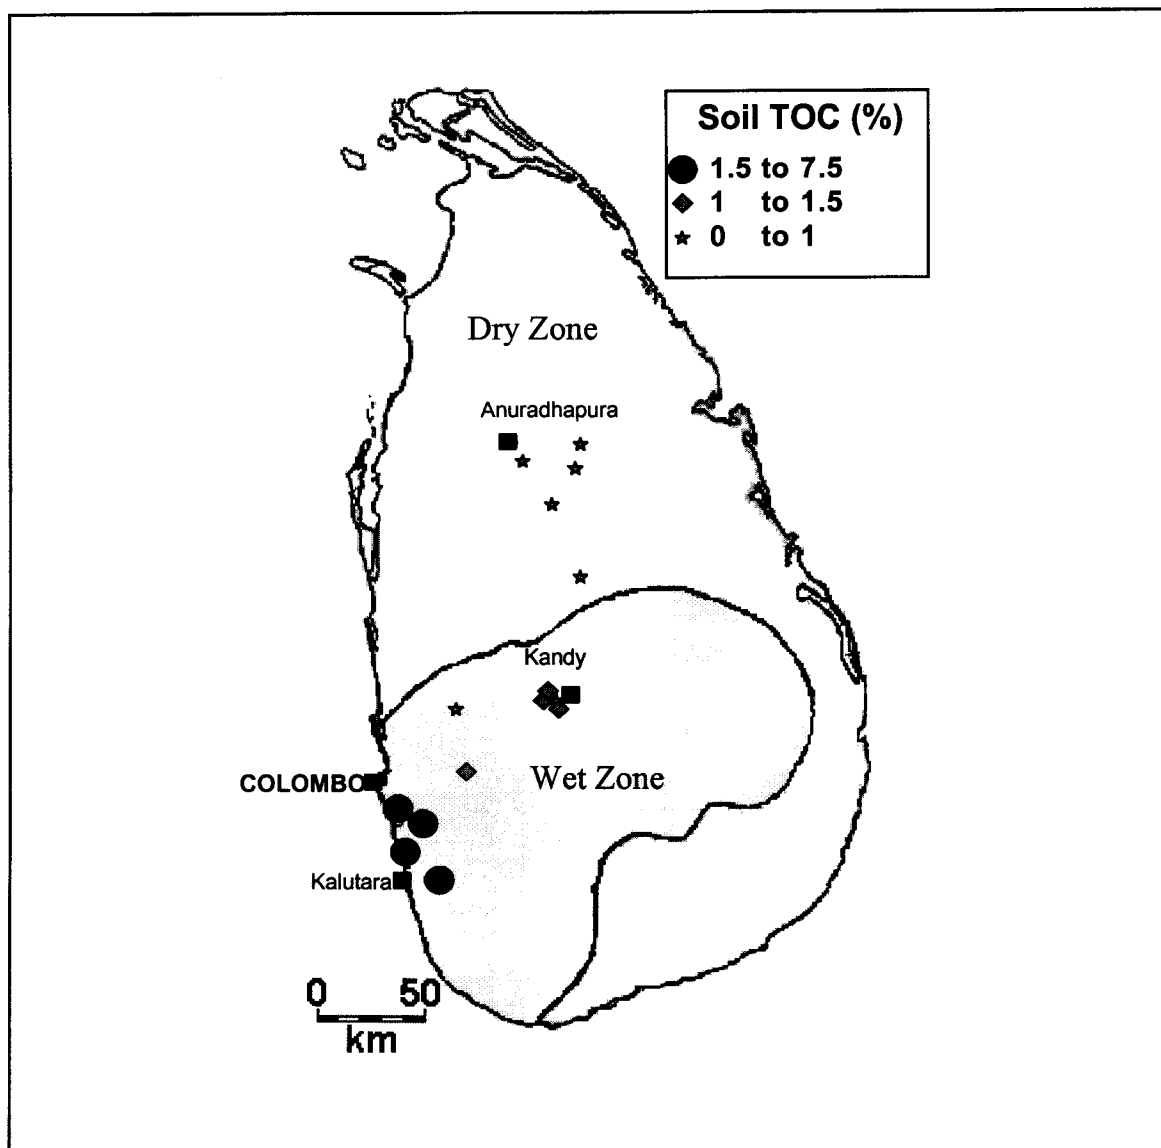 Soil TOC (%)
1.5 to 7.5
1 to 1.5
0 to 1
Dry Zone
Anuradhapura
Kandy
Wet Zone
COLOMBO
Kalutara
0 50
km